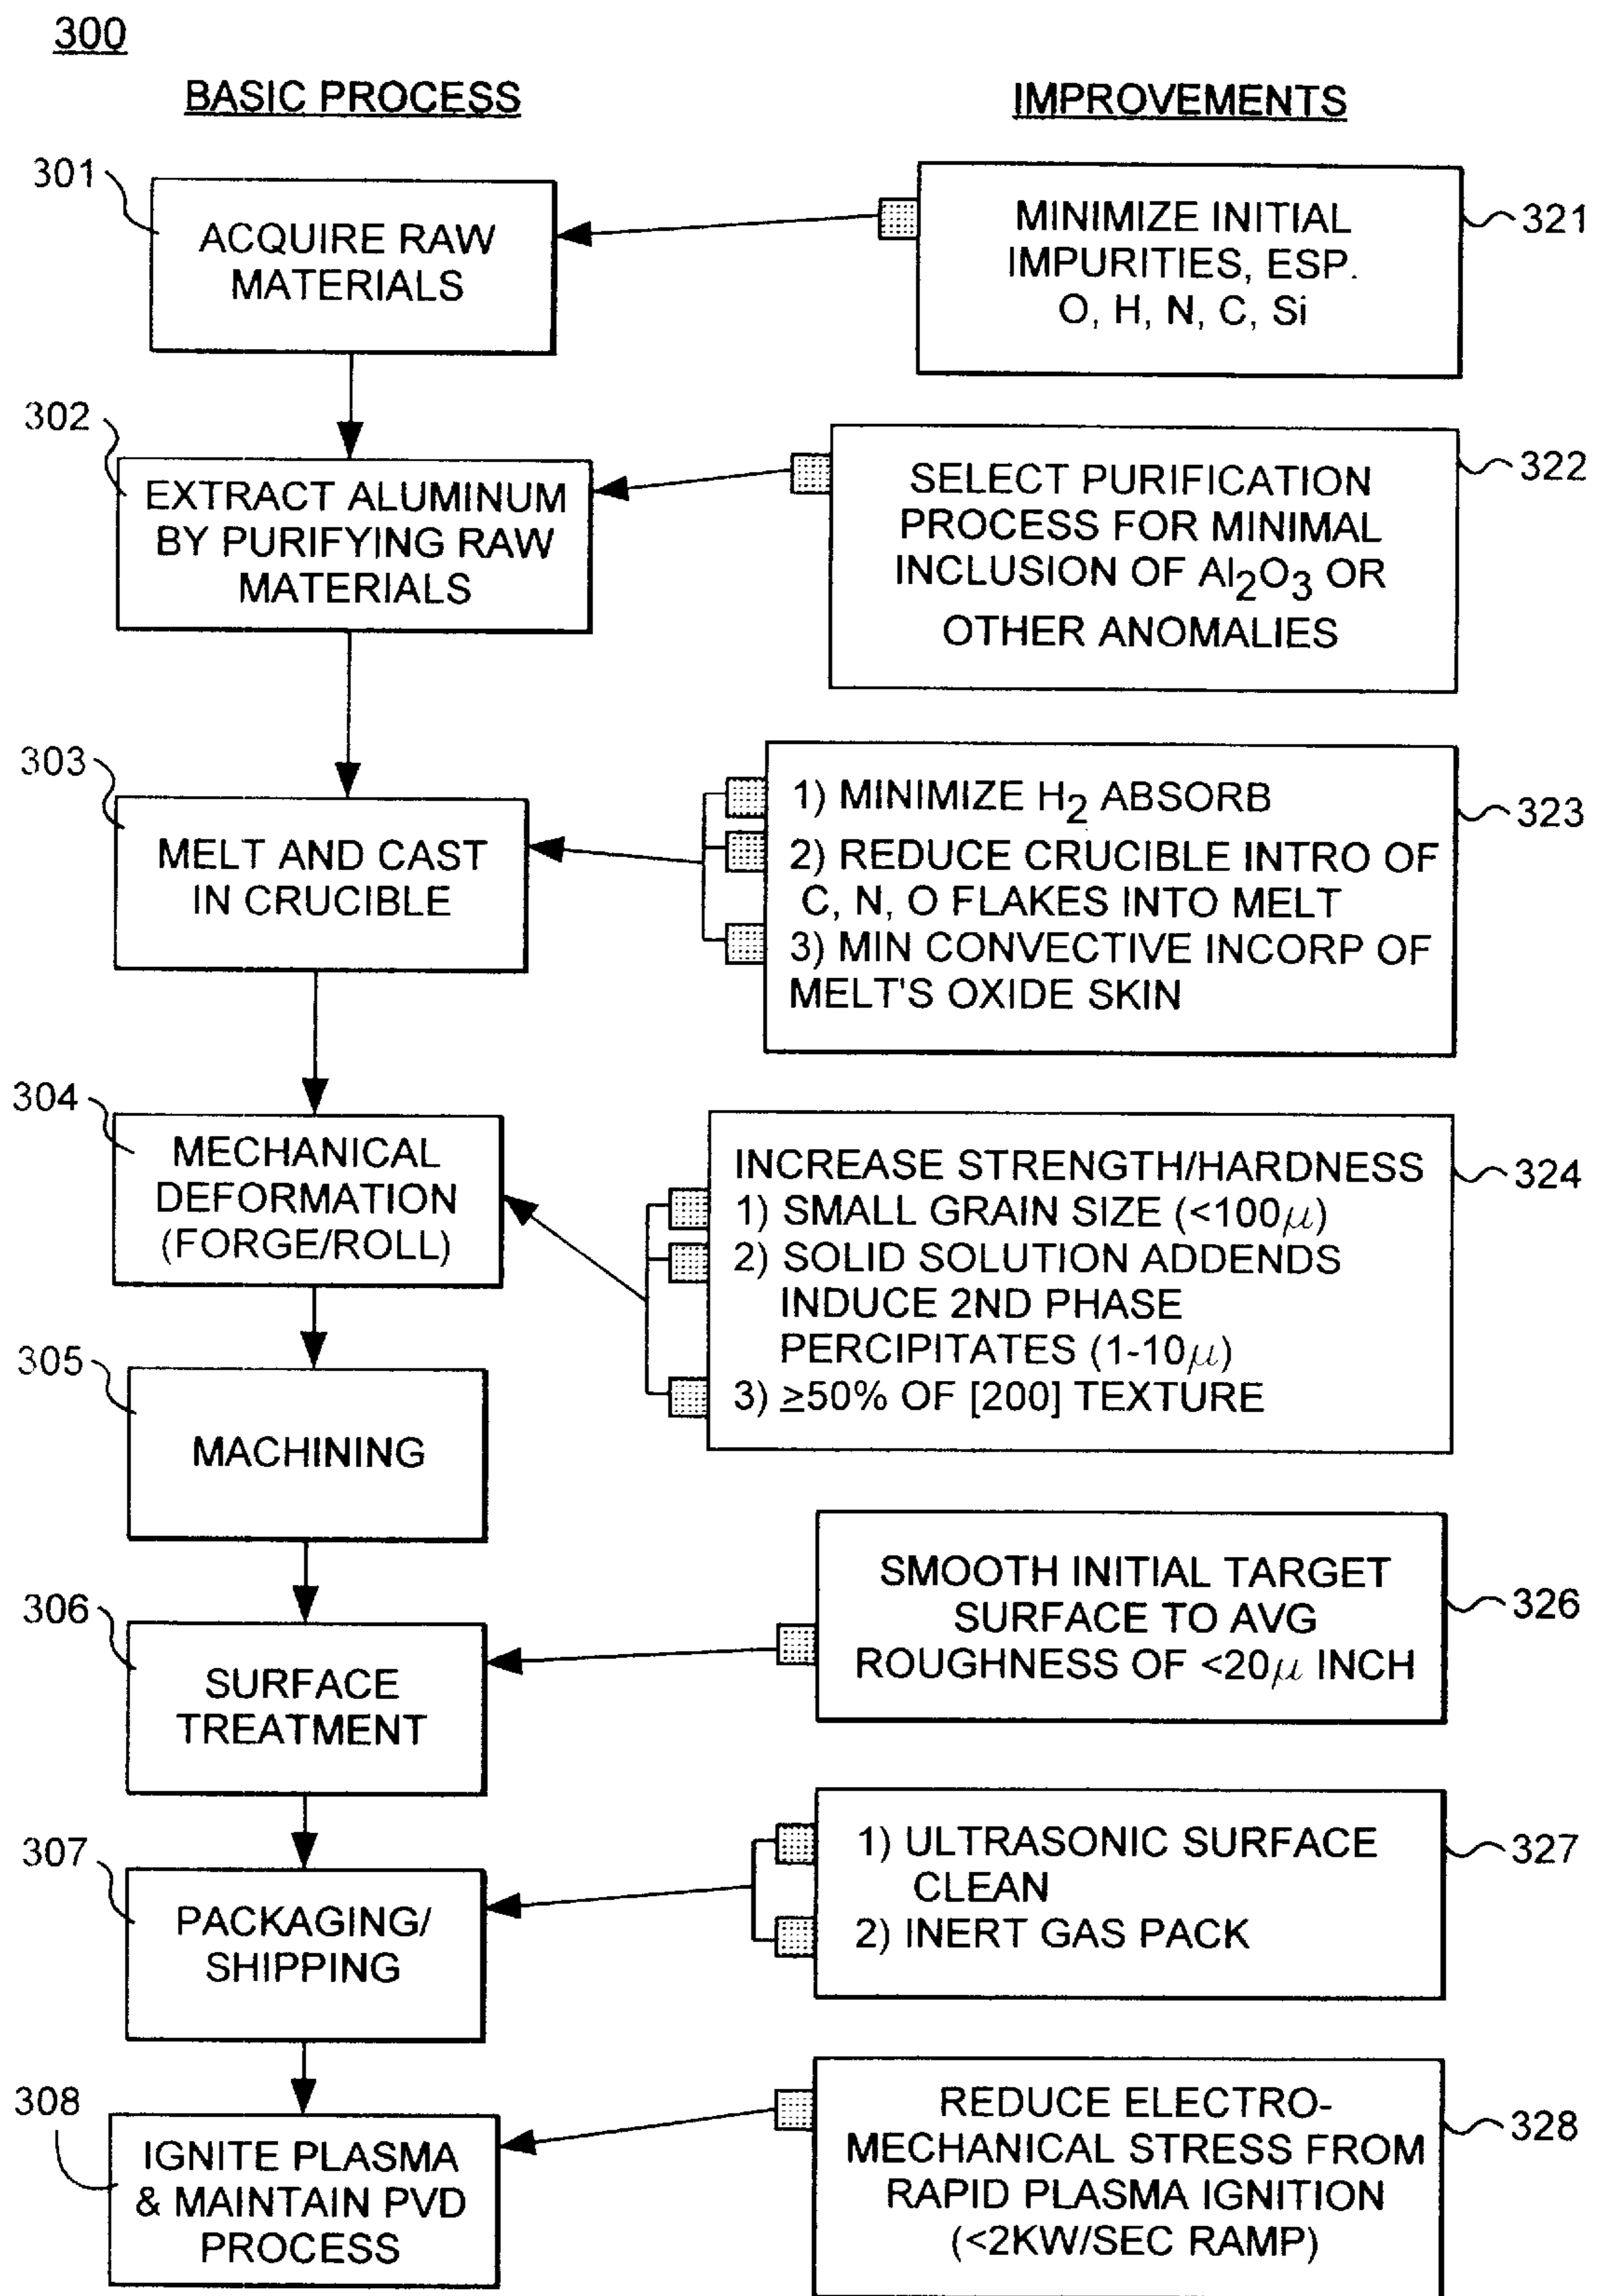 300
BASIC PROCESS
IMPROVEMENTS
301
ACQUIRE RAW
MATERIALS
MINIMIZE INITIAL
IMPURITIES, ESP.
O, H, N, C, Si
321
302
EXTRACT ALUMINUM
BY PURIFYING RAW
MATERIALS
SELECT PURIFICATION
PROCESS FOR MINIMAL
INCLUSION OF Al2O3 OR
OTHER ANOMALIES
322
303
MELT AND CAST
IN CRUCIBLE
1) MINIMIZE H2 ABSORB
2) REDUCE CRUCIBLE INTRO OF
C, N, O FLAKES INTO MELT
3) MIN CONVECTIVE INCORP OF
MELT'S OXIDE SKIN
323
304
MECHANICAL
DEFORMATION
(FORGE/ROLL)
INCREASE STRENGTH/HARDNESS
1) SMALL GRAIN SIZE (<100μ)
2) SOLID SOLUTION ADDENDS
INDUCE 2ND PHASE
PERCIPITATES (1-10μ)
3) ≥50% OF [200] TEXTURE
324
305
MACHINING
306
SURFACE
TREATMENT
SMOOTH INITIAL TARGET
SURFACE TO AVG
ROUGHNESS OF <20μ INCH
326
307
PACKAGING/
SHIPPING
1) ULTRASONIC SURFACE
CLEAN
2) INERT GAS PACK
327
308
IGNITE PLASMA
& MAINTAIN PVD
PROCESS
REDUCE ELECTRO-
MECHANICAL STRESS FROM
RAPID PLASMA IGNITION
(<2KW/SEC RAMP)
328